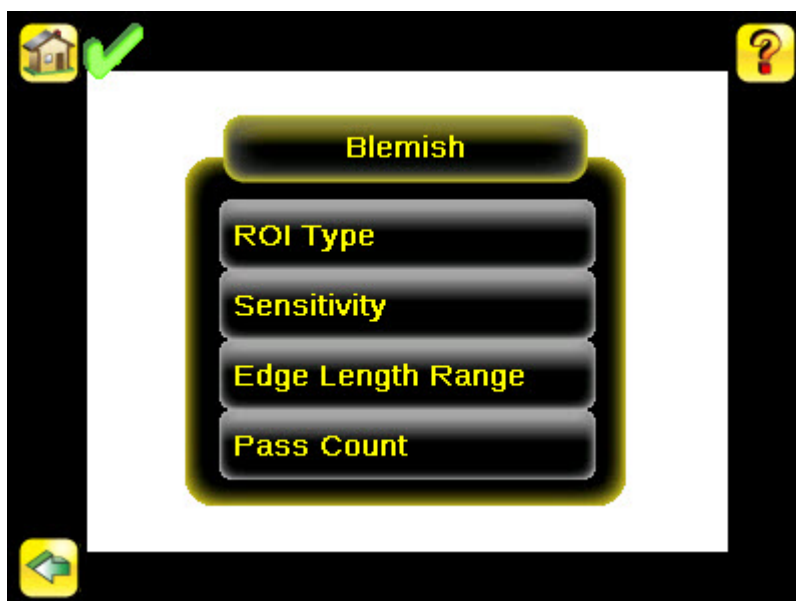 Blemish
ROI Type
Sensitivity
Edge Length Range
Pass Count